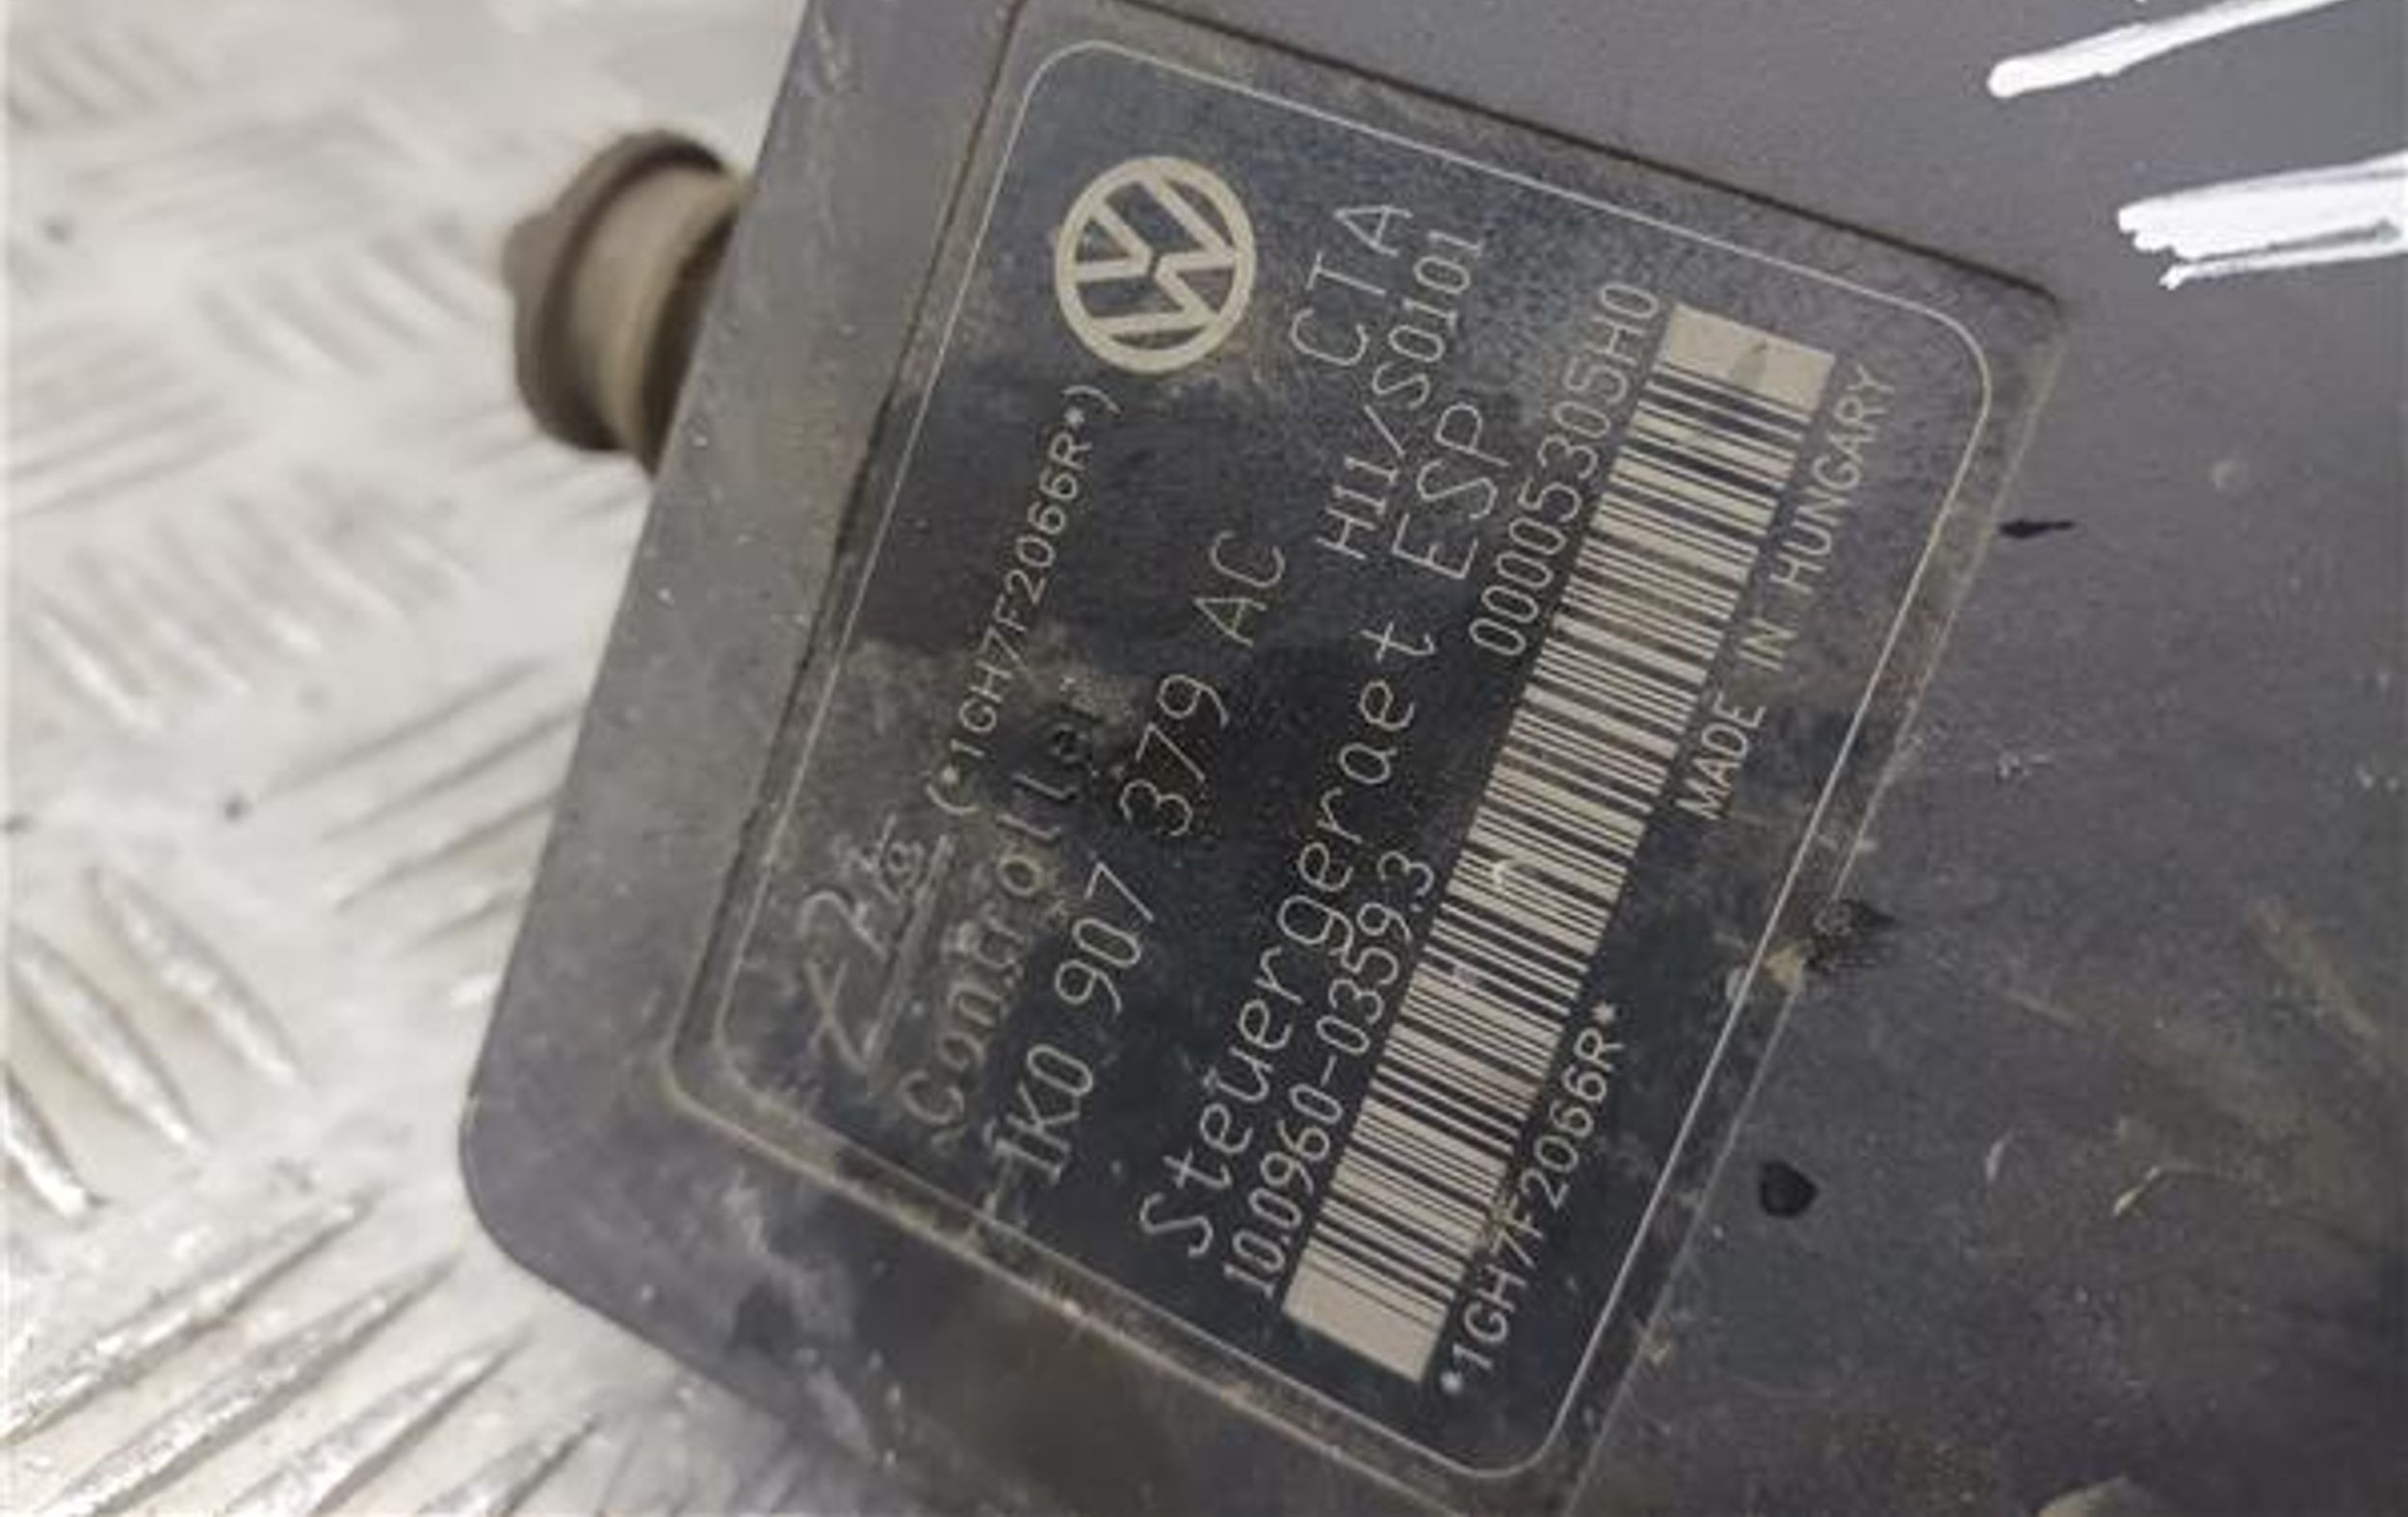 (*1GH7F2066R*)
Controller
1K0 907 379 AC CTA
H11/S0101
Steuergeraet ESP
10.0960-0359.3 00005305H0
MADE IN HUNGARY
*1GH7F2066R*